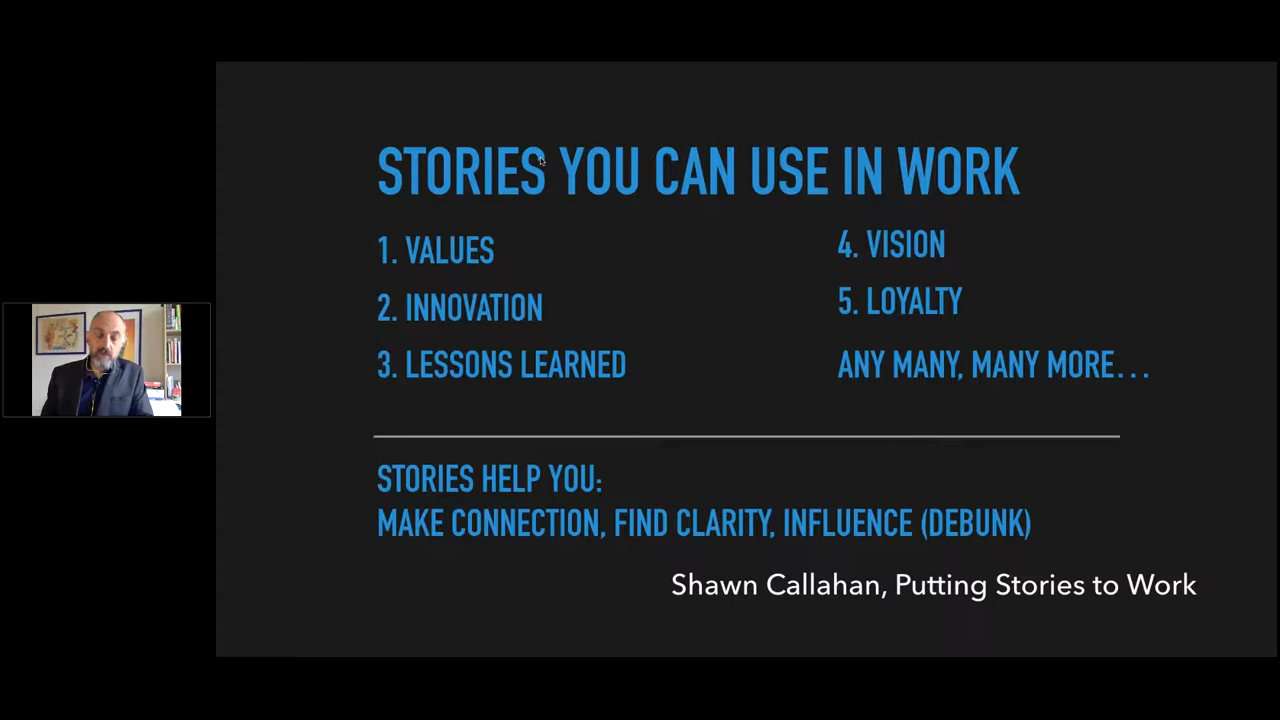 STORIES YOU CAN USE IN WORK
1. VALUES
2. INNOVATION
3. LESSONS LEARNED
4. VISION
5. LOYALTY
ANY MANY, MANY MORE...
STORIES HELP YOU:
MAKE CONNECTION, FIND CLARITY, INFLUENCE (DEBUNK)
Shawn Callahan, Putting Stories to Work